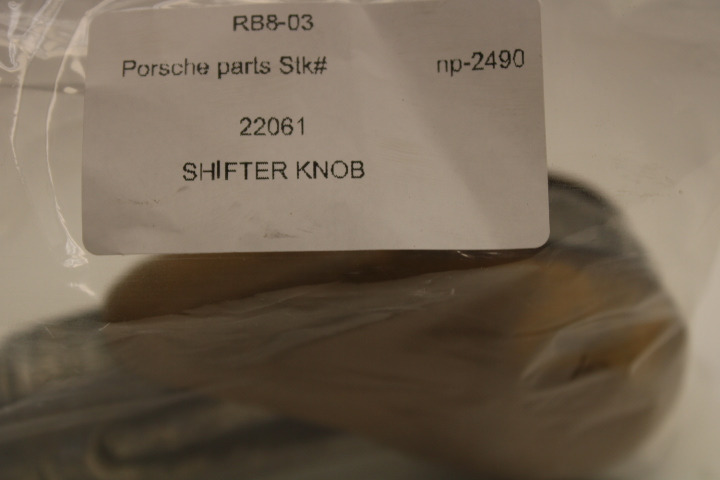 RB8-03
Porsche parts Stk# np-2490
22061
SHIFTER KNOB